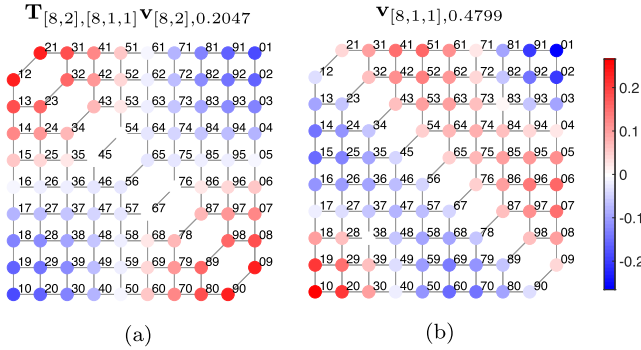 T[8,2],[8,1,1]v[8,2],0.2047
21 31 41 51 61 71 81 91 01
12 32 42 52 62 72 82 92 02
13 23 43 53 63 73 83 93 03
14 24 34 54 64 74 84 94 04
15 25 35 45 65 75 85 95 05
16 26 36 46 56 76 86 96 06
17 27 37 47 57 67 87 97 07
18 28 38 48 58 68 78 98 08
19 29 39 49 59 69 79 89 09
10 20 30 40 50 60 70 80 90
(a)
v[8,1,1],0.4799
21 31 41 51 61 71 81 91 01
12 32 42 52 62 72 82 92 02
13 23 43 53 63 73 83 93 03
14 24 34 54 64 74 84 94 04
15 25 35 45 65 75 85 95 05
16 26 36 46 56 76 86 96 06
17 27 37 47 57 67 87 97 07
18 28 38 48 58 68 78 98 08
19 29 39 49 59 69 79 89 09
10 20 30 40 50 60 70 80 90
(b)
0.2
0.1
0
-0.1
-0.2